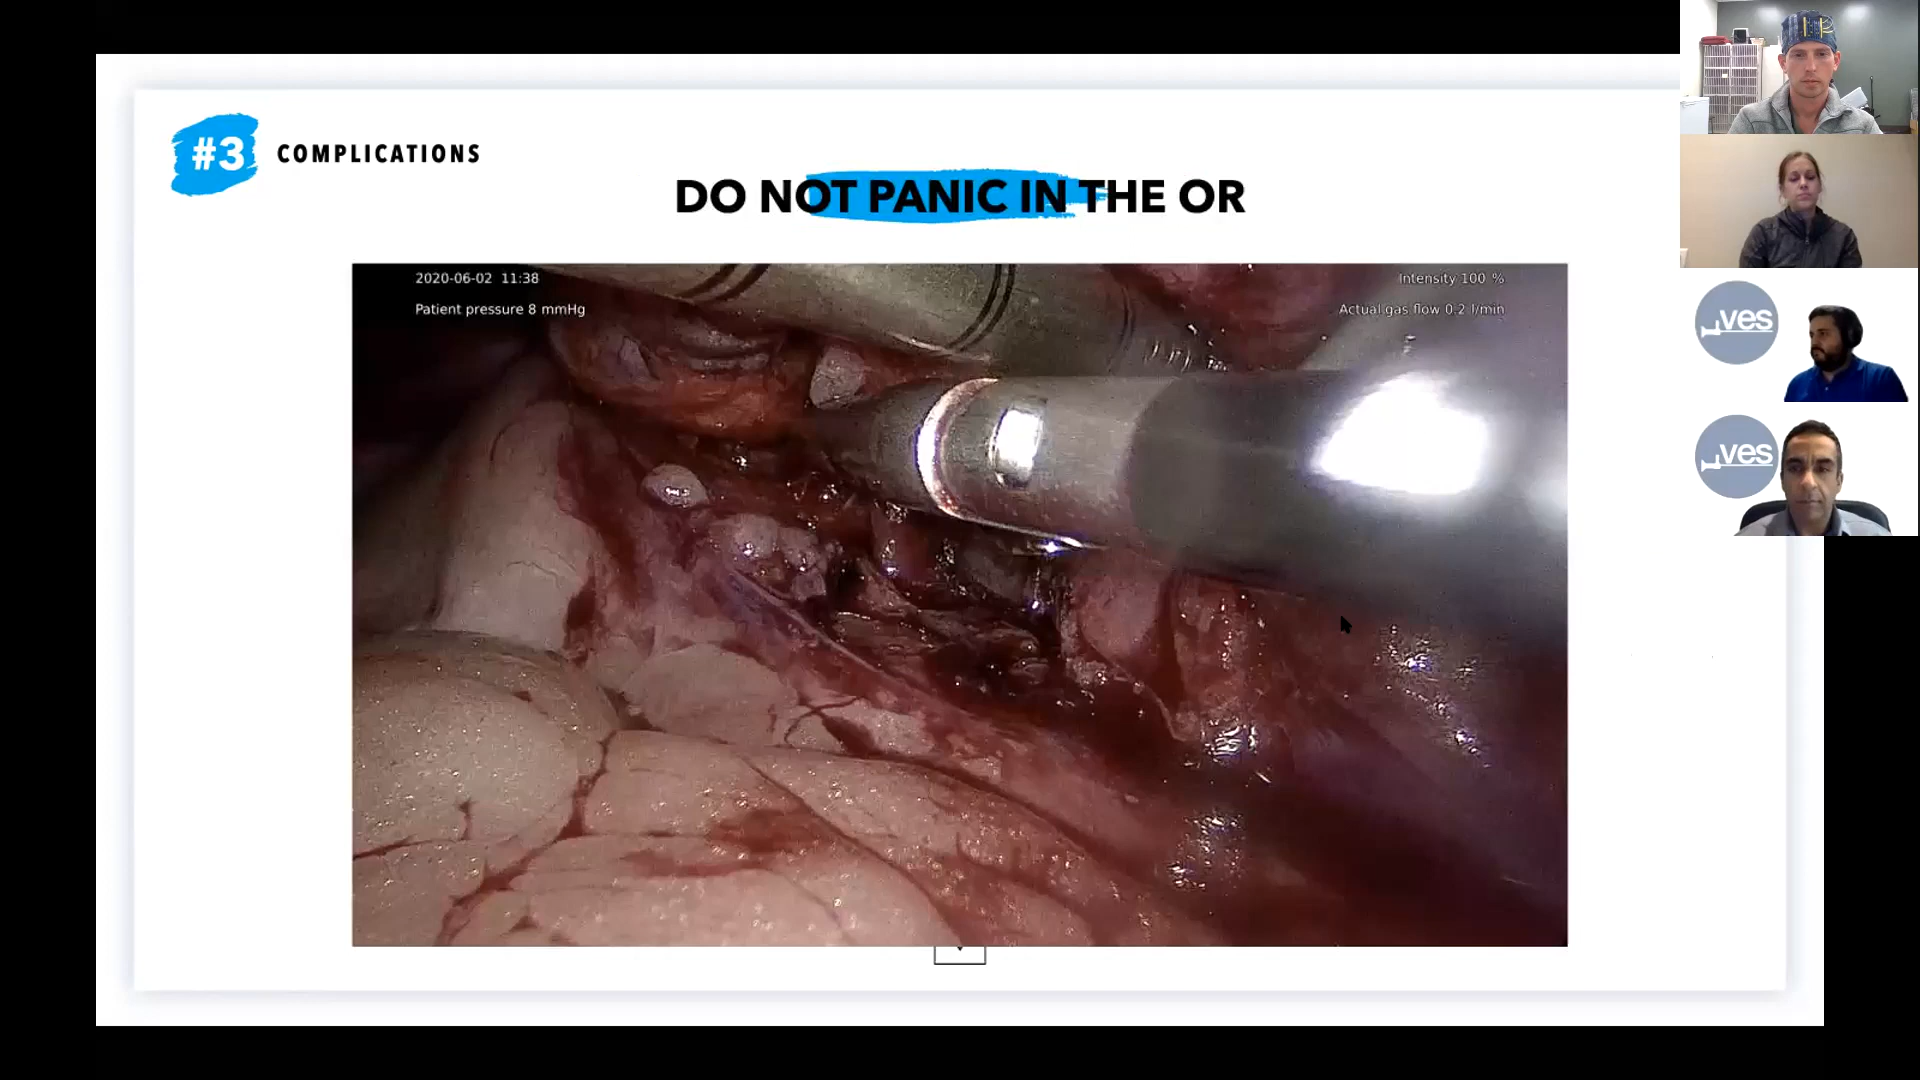 #3 COMPLICATIONS
DO NOT PANIC IN THE OR
2020-06-02 11:38
Intensity 100 %
Patient pressure 8 mmHg
Actual gas flow 0.2 l/min
ves
ves